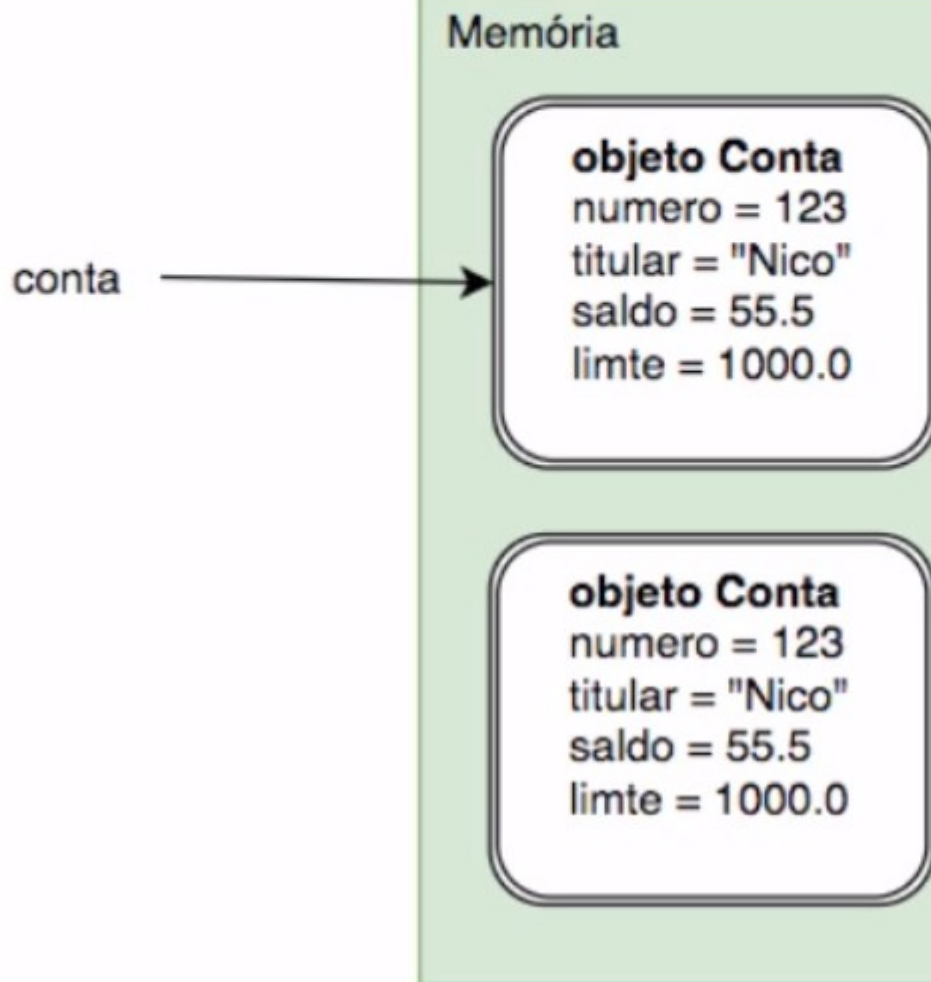 Memória
objeto Conta
numero = 123
titular = "Nico"
saldo = 55.5
limte = 1000.0
conta
objeto Conta
numero = 123
titular = "Nico"
saldo = 55.5
limte = 1000.0